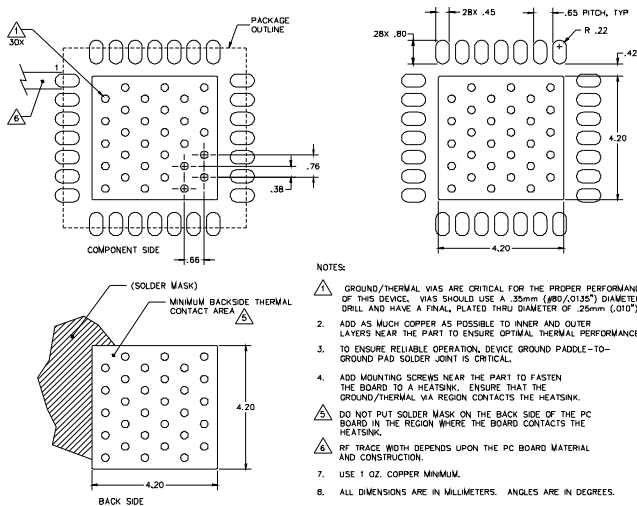 1
30X
PACKAGE
OUTLINE
1
6
.76
.38
.66
COMPONENT SIDE
28X .45
.65 PITCH, TYP
28X .80
R .22
.42
4.20
4.20
(SOLDER MASK)
MINIMUM BACKSIDE THERMAL
CONTACT AREA 5
4.20
4.20
BACK SIDE
NOTES:
1 GROUND/THERMAL VIAS ARE CRITICAL FOR THE PROPER PERFORMANC
OF THIS DEVICE. VIAS SHOULD USE A .35mm (#80/.0135") DIAMETER
DRILL AND HAVE A FINAL, PLATED THRU DIAMETER OF .25mm (.010")
2. ADD AS MUCH COPPER AS POSSIBLE TO INNER AND OUTER
LAYERS NEAR THE PART TO ENSURE OPTIMAL THERMAL PERFORMANCE
3. TO ENSURE RELIABLE OPERATION, DEVICE GROUND PADDLE-TO-
GROUND PAD SOLDER JOINT IS CRITICAL.
4. ADD MOUNTING SCREWS NEAR THE PART TO FASTEN
THE BOARD TO A HEATSINK. ENSURE THAT THE
GROUND/THERMAL VIA REGION CONTACTS THE HEATSINK.
5 DO NOT PUT SOLDER MASK ON THE BACK SIDE OF THE PC
BOARD IN THE REGION WHERE THE BOARD CONTACTS THE
HEATSINK.
6 RF TRACE WIDTH DEPENDS UPON THE PC BOARD MATERIAL
AND CONSTRUCTION.
7. USE 1 OZ. COPPER MINIMUM.
8. ALL DIMENSIONS ARE IN MILLIMETERS. ANGLES ARE IN DEGREES.